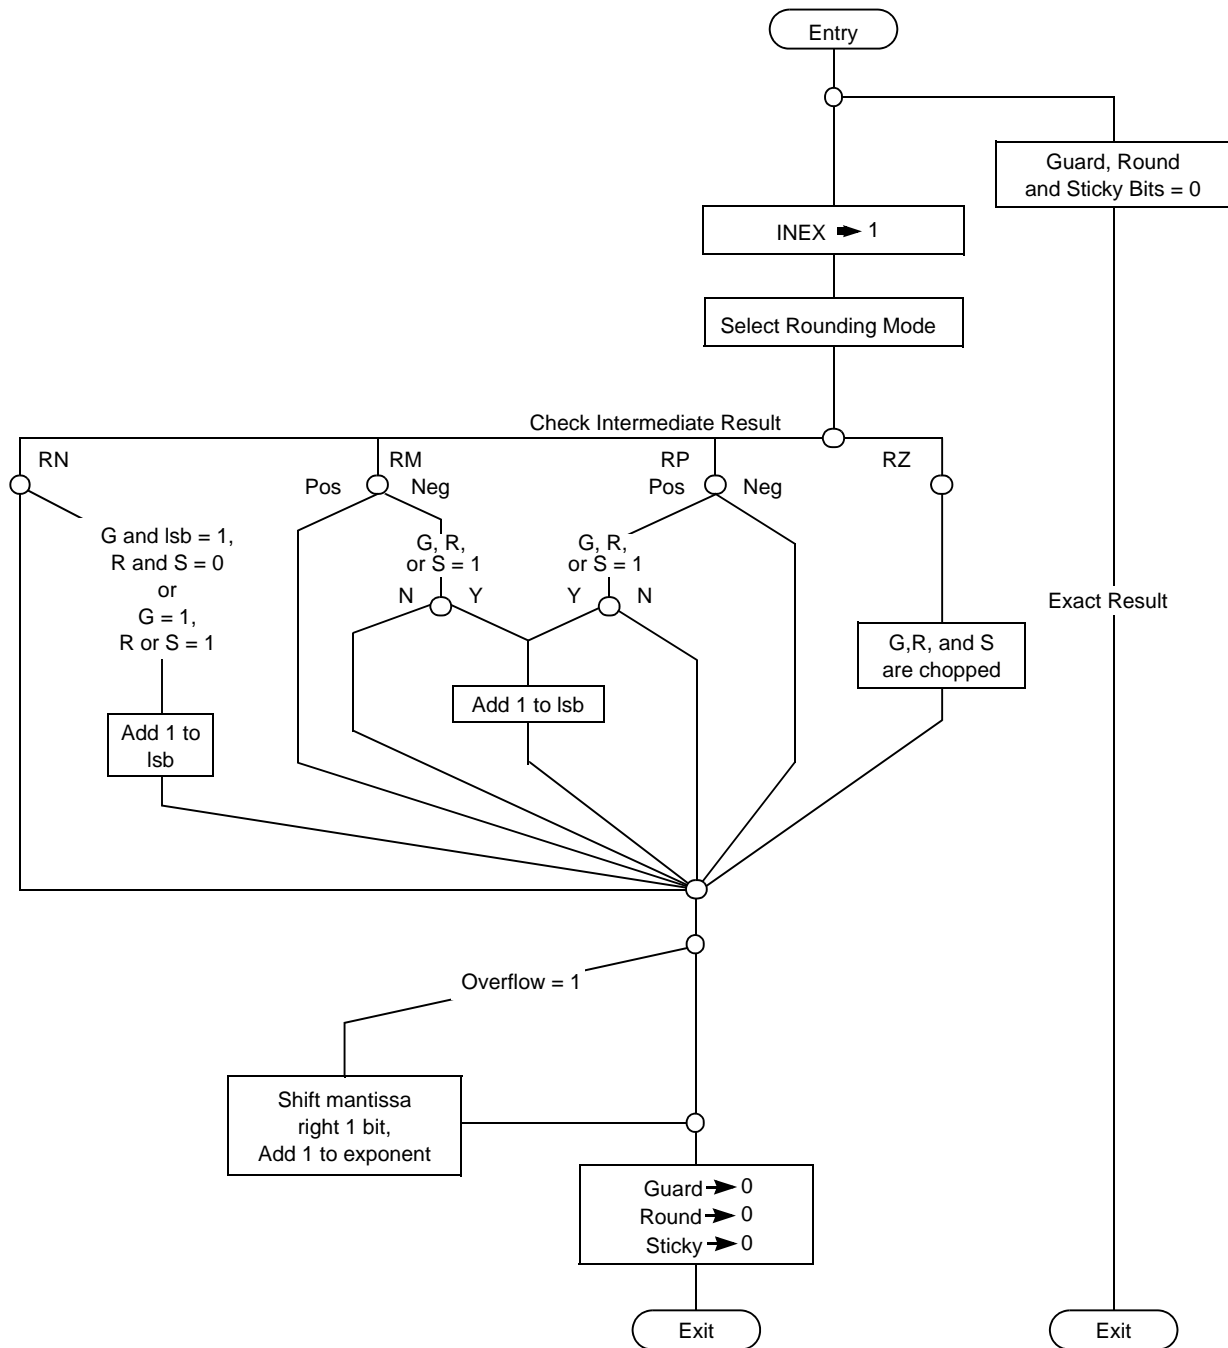 Entry
Guard, Round
and Sticky Bits = 0
INEX → 1
Select Rounding Mode
Check Intermediate Result
RN
RM
RP
RZ
Pos
Neg
Pos
Neg
G and lsb = 1,
R and S = 0
or
G = 1,
R or S = 1
G, R,
or S = 1
G, R,
or S = 1
N
Y
Y
N
Exact Result
G,R, and S
are chopped
Add 1 to lsb
Add 1 to
lsb
Overflow = 1
Shift mantissa
right 1 bit,
Add 1 to exponent
Guard → 0
Round → 0
Sticky → 0
Exit
Exit